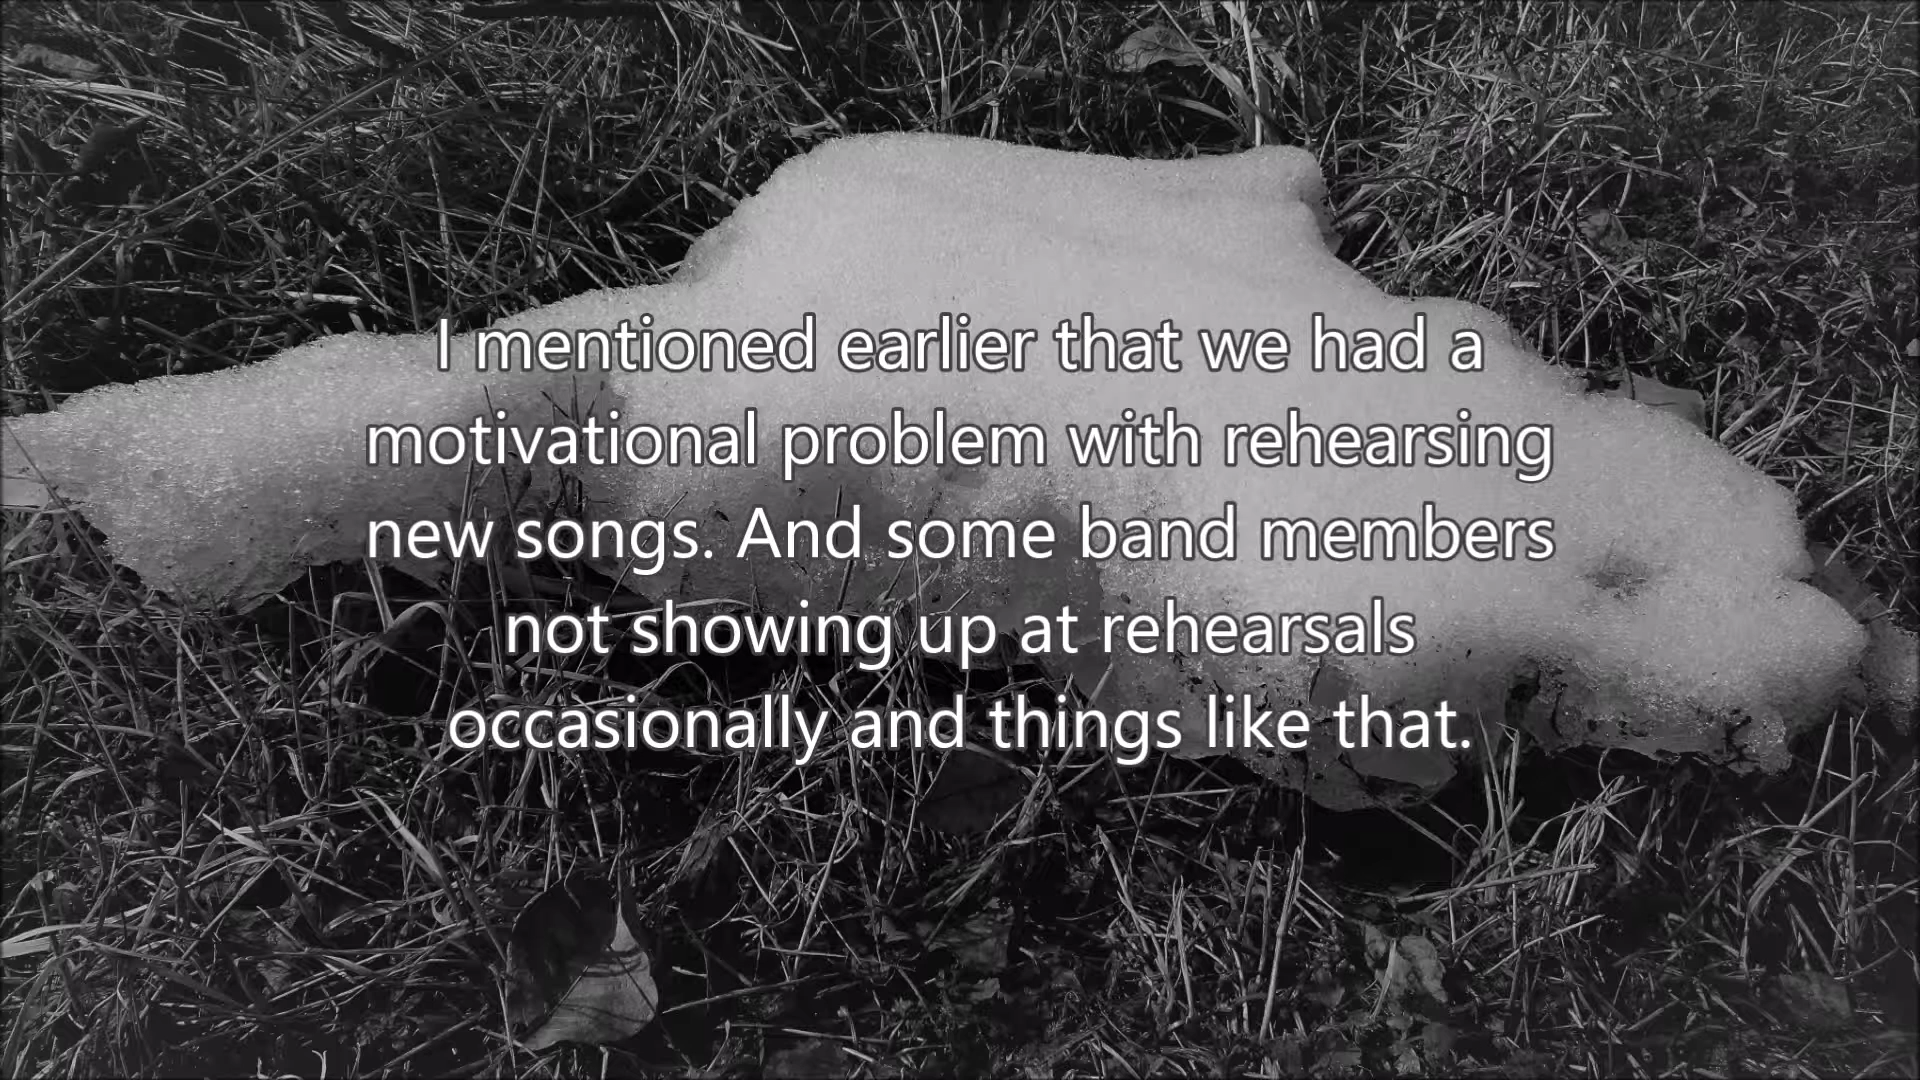 I mentioned earlier that we had a
motivational problem with rehearsing
new songs. And some band members
not showing up at rehearsals
occasionally and things like that.